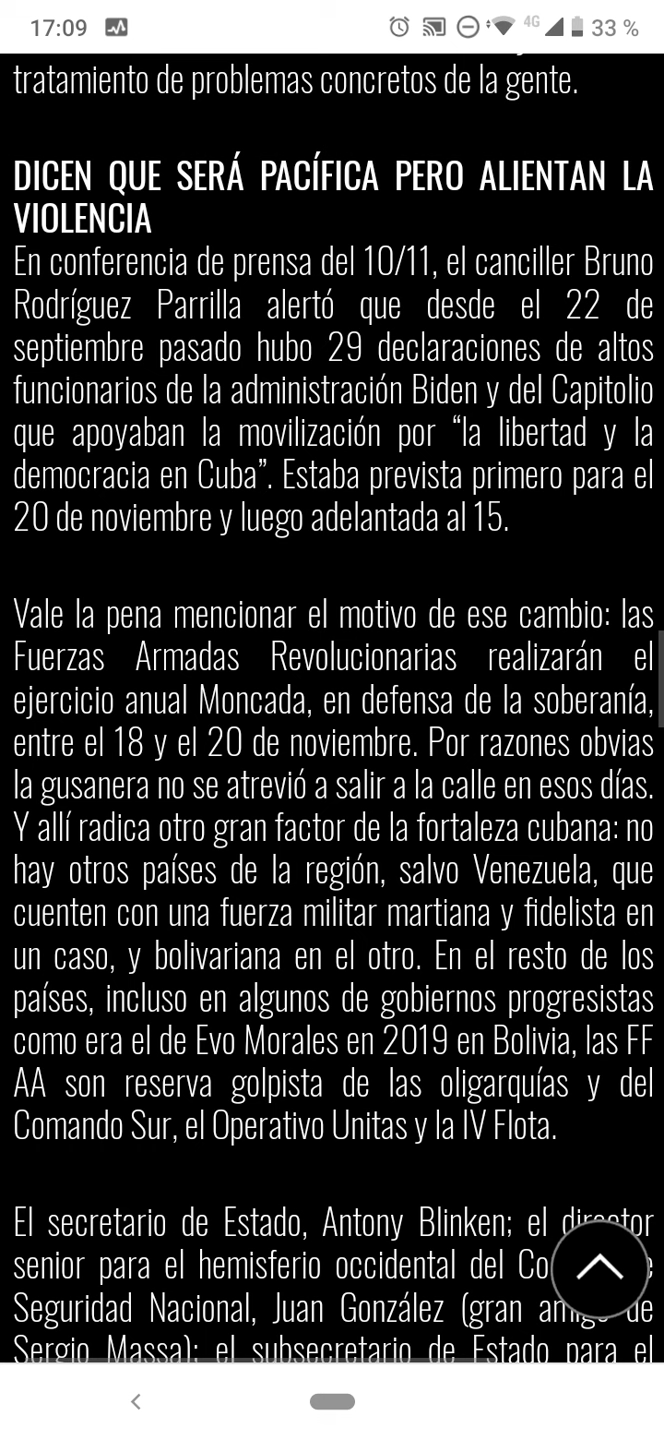 17:09
4G
33 %
tratamiento de problemas concretos de la gente.
DICEN QUE SERÁ PACÍFICA PERO ALIENTAN LA
VIOLENCIA
En conferencia de prensa del 10/11, el canciller Bruno
Rodríguez Parrilla alertó que desde el 22 de
septiembre pasado hubo 29 declaraciones de altos
funcionarios de la administración Biden y del Capitolio
que apoyaban la movilización por “la libertad y la
democracia en Cuba”. Estaba prevista primero para el
20 de noviembre y luego adelantada al 15.
Vale la pena mencionar el motivo de ese cambio: las
Fuerzas Armadas Revolucionarias realizarán el
ejercicio anual Moncada, en defensa de la soberanía,
entre el 18 y el 20 de noviembre. Por razones obvias
la gusanera no se atrevió a salir a la calle en esos días.
Y allí radica otro gran factor de la fortaleza cubana: no
hay otros países de la región, salvo Venezuela, que
cuenten con una fuerza militar martiana y fidelista en
un caso, y bolivariana en el otro. En el resto de los
países, incluso en algunos de gobiernos progresistas
como era el de Evo Morales en 2019 en Bolivia, las FF
AA son reserva golpista de las oligarquías y del
Comando Sur, el Operativo Unitas y la IV Flota.
El secretario de Estado, Antony Blinken; el director
senior para el hemisferio occidental del
Seguridad Nacional, Juan González (gran amigo de
Sergio Massa); el subsecretario de Estado para el